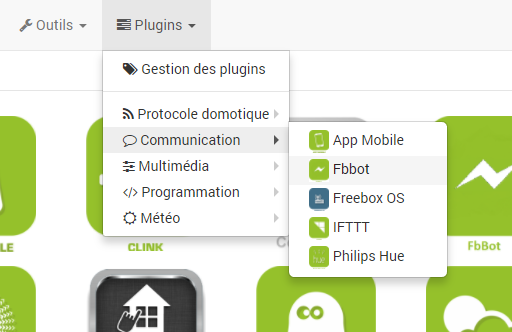 Outils
Plugins
Gestion des plugins
Protocole domotique
Communication
Multimédia
Programmation
Météo
App Mobile
Fbbot
Freebox OS
IFTTT
Philips Hue
CLINK
FbBot